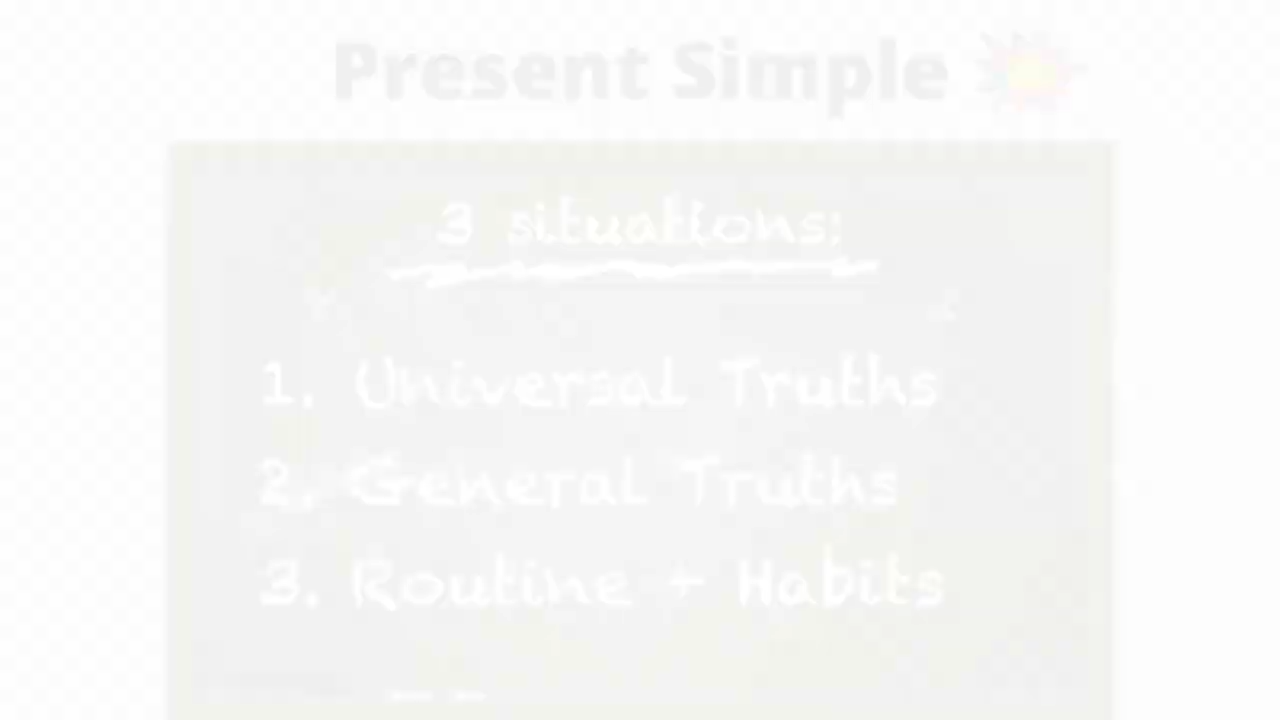 Present Simple
3 situations:
1. Universal Truths
2. General Truths
3. Routine + Habits